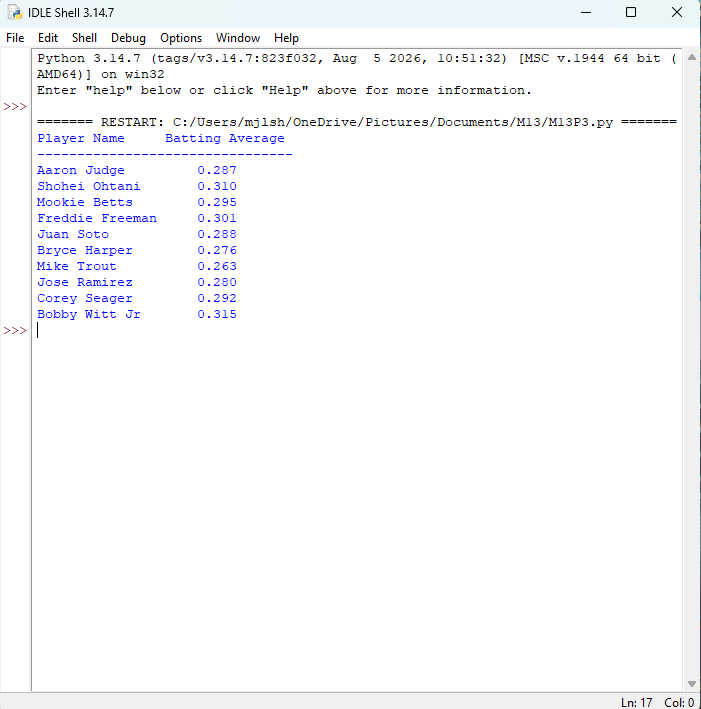 IDLE Shell 3.14.7
File Edit Shell Debug Options Window Help
Python 3.14.7 (tags/v3.14.7:823f032, Aug  5 2026, 10:51:32) [MSC v.1944 64 bit (
AMD64)] on win32
Enter "help" below or click "Help" above for more information.
>>>
======= RESTART: C:/Users/mjlsh/OneDrive/Pictures/Documents/M13/M13P3.py =======
Player Name     Batting Average
--------------------------------
Aaron Judge         0.287
Shohei Ohtani       0.310
Mookie Betts        0.295
Freddie Freeman     0.301
Juan Soto           0.288
Bryce Harper        0.276
Mike Trout          0.263
Jose Ramirez        0.280
Corey Seager        0.292
Bobby Witt Jr       0.315
>>>
Ln: 17 Col: 0